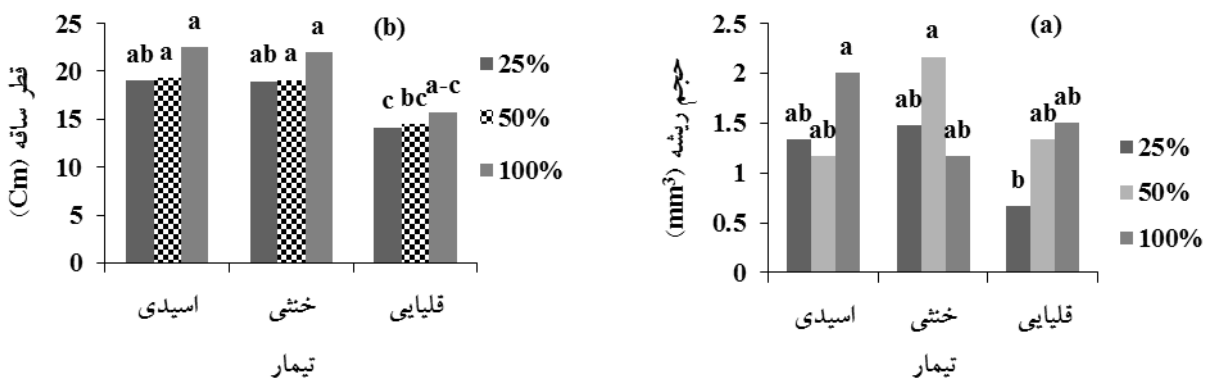 (b)
قطر ساقه (Cm)
25
20
15
10
5
0
ab a a
ab a a
c bc a-c
25%
50%
100%
اسیدی خنثی قلیایی
تیمار
(a)
حجم ریشه (mm³)
2.5
2
1.5
1
0.5
0
ab ab a
ab a ab
b ab ab
25%
50%
100%
اسیدی خنثی قلیایی
تیمار